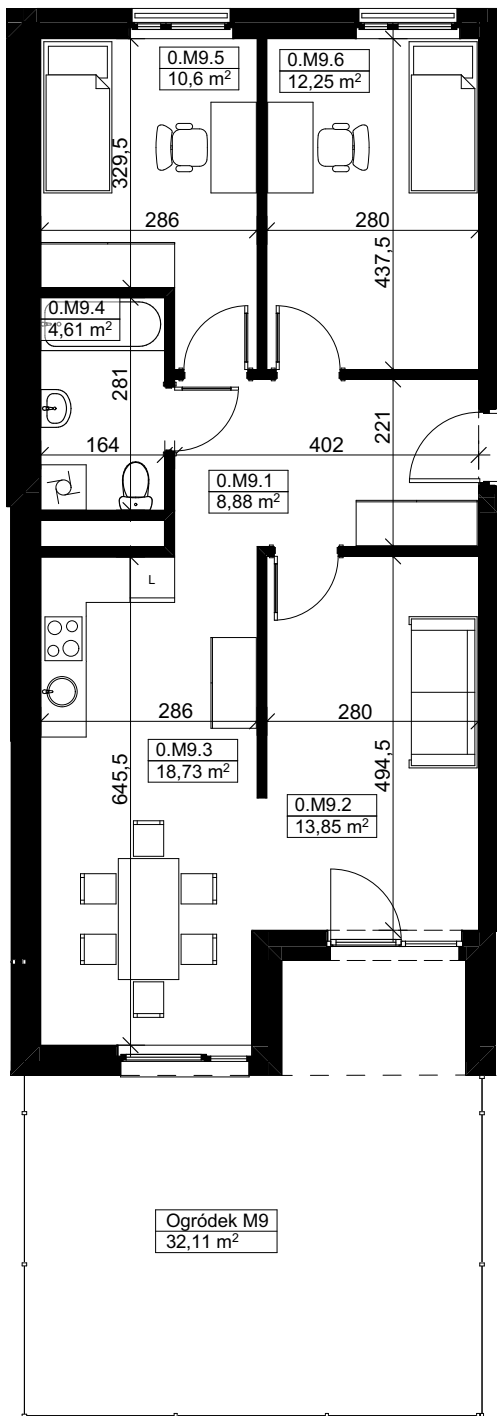 0.M9.5
10,6 m²
0.M9.6
12,25 m²
329,5
286
280
437,5
0.M9.4
4,61 m²
281
164
402
221
0.M9.1
8,88 m²
L
286
280
0.M9.3
18,73 m²
645,5
494,5
0.M9.2
13,85 m²
Ogródek M9
32,11 m²